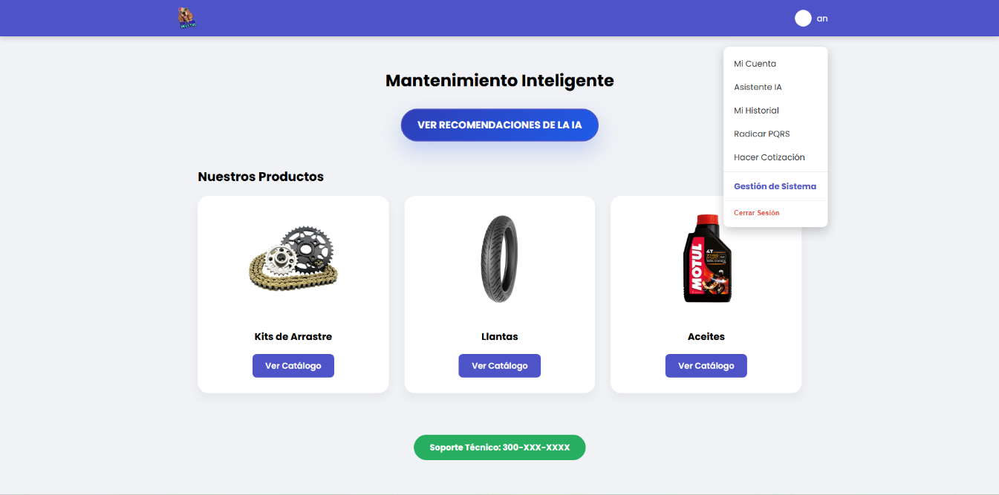 an
Mi Cuenta
Asistente IA
Mi Historial
Radicar PQRS
Hacer Cotización
Gestión de Sistema
Cerrar Sesión
Mantenimiento Inteligente
VER RECOMENDACIONES DE LA IA
Nuestros Productos
MOTUL
4T
Kits de Arrastre
Llantas
Aceites
Ver Catálogo
Ver Catálogo
Ver Catálogo
Soporte Técnico: 300-XXX-XXXX